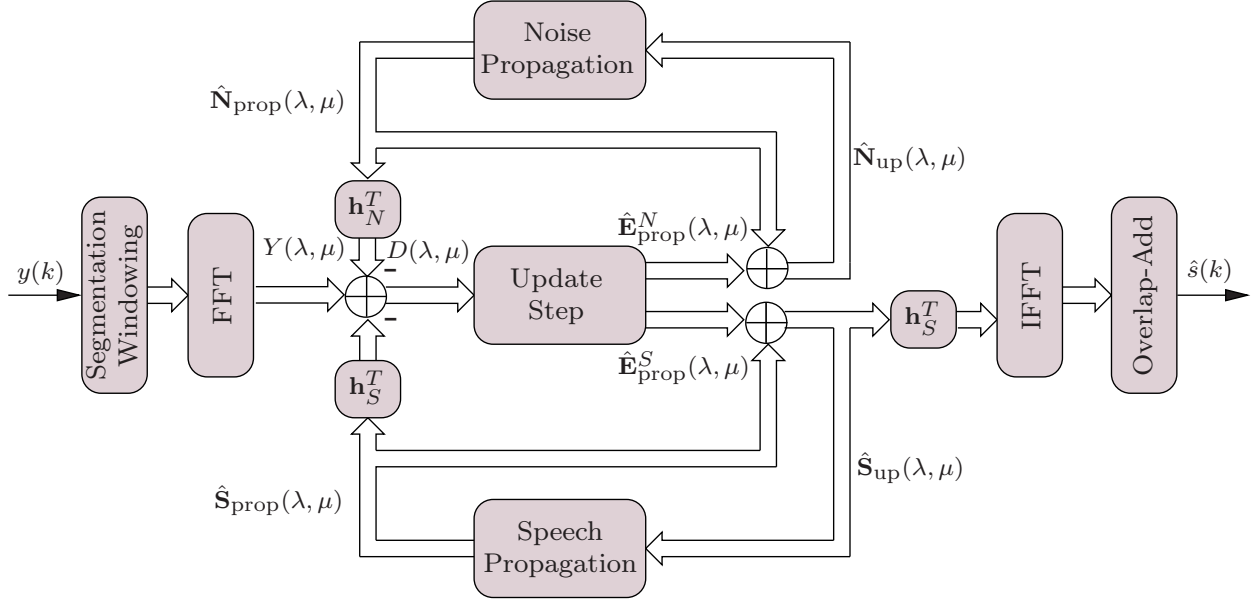 Noise
Propagation
N̂prop(λ, μ)
N̂up(λ, μ)
h_N^T
Ê^N_prop(λ, μ)
y(k)
Segmentation
Windowing
FFT
Y(λ, μ)
-
D(λ, μ)
Update
Step
-
h_S^T
IFFT
Overlap-Add
ŝ(k)
h_S^T
Ê^S_prop(λ, μ)
Ŝprop(λ, μ)
Ŝup(λ, μ)
Speech
Propagation